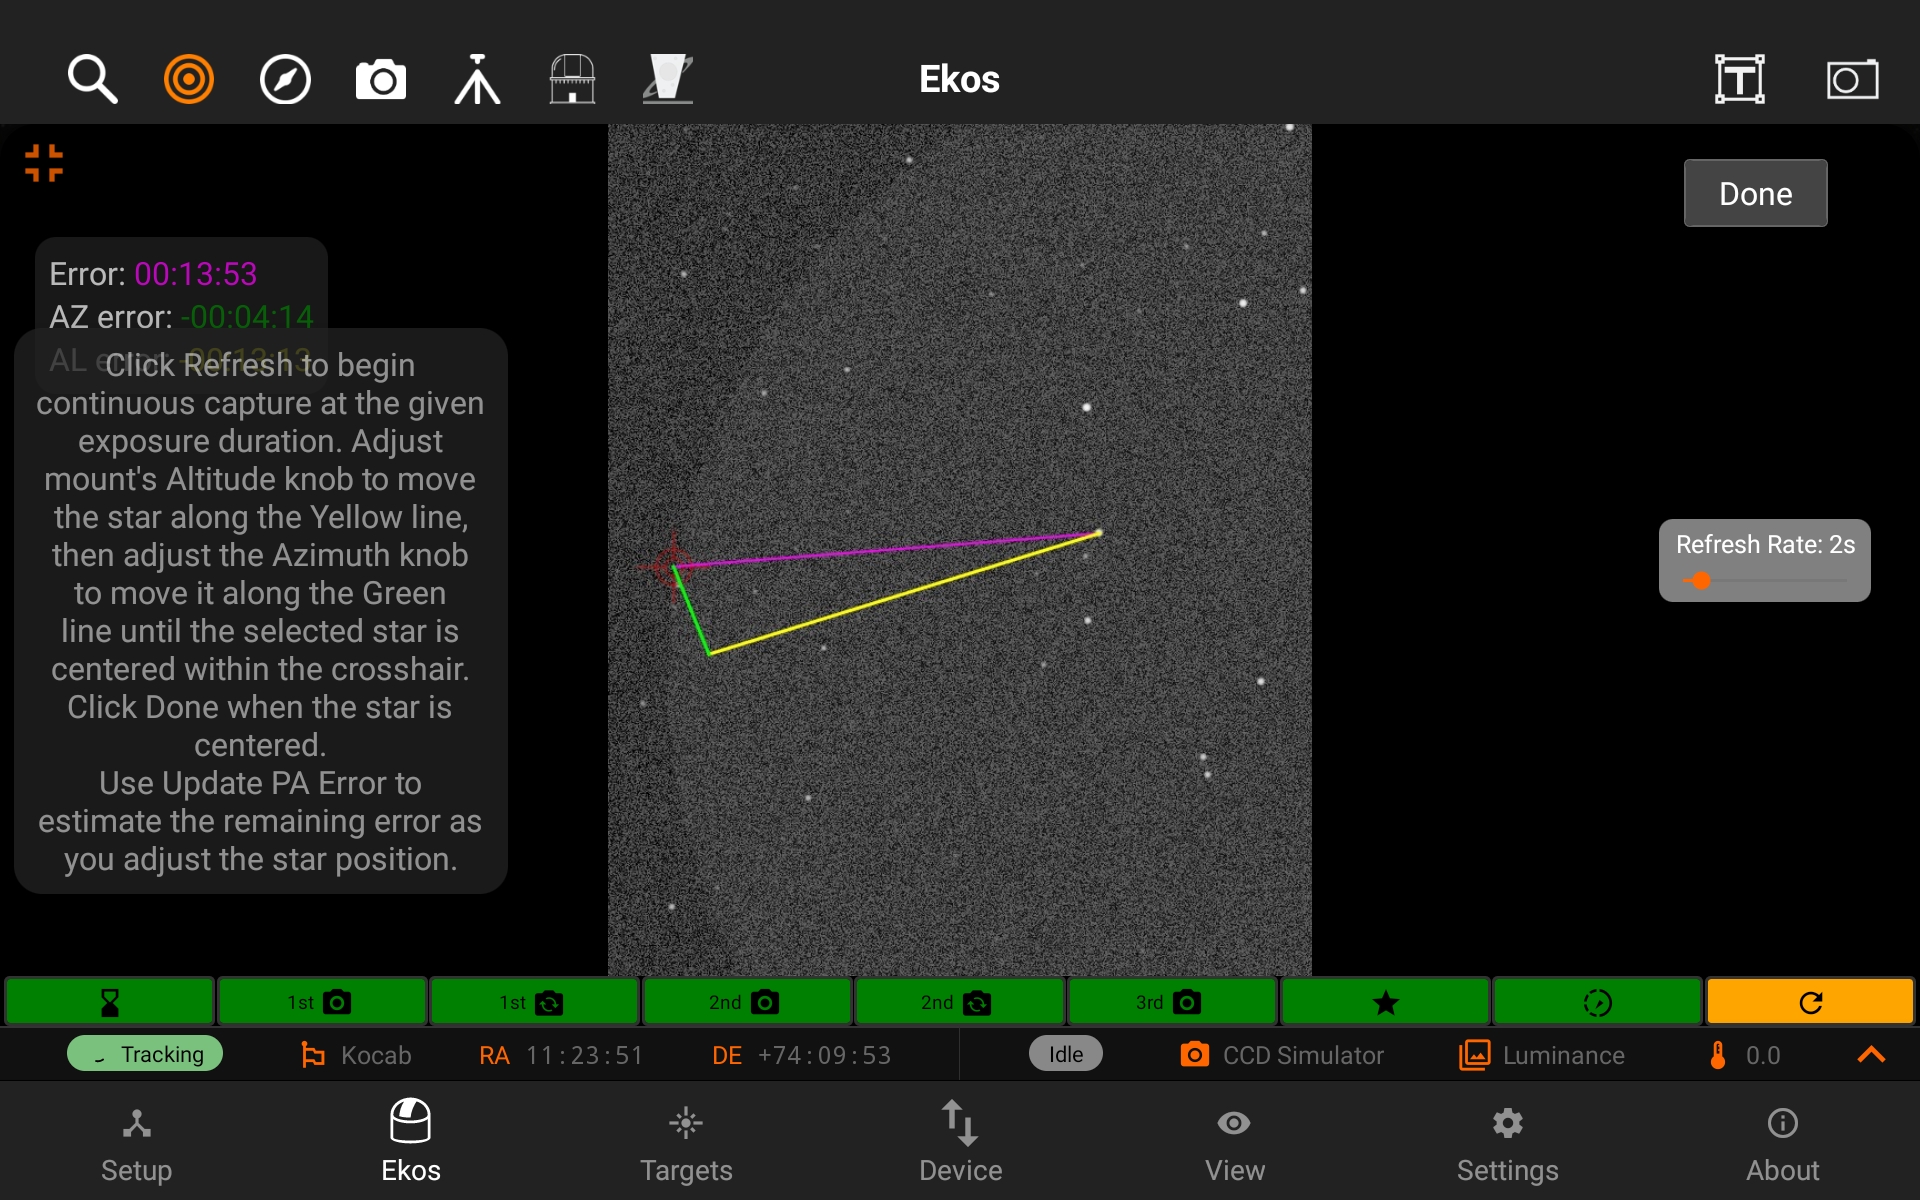 Ekos
Done
Error: 00:13:53
AZ error: -00:04:14
AL error: -00:13:13
Click Refresh to begin
continuous capture at the given
exposure duration. Adjust
mount's Altitude knob to move
the star along the Yellow line,
then adjust the Azimuth knob
to move it along the Green
line until the selected star is
centered within the crosshair.
Click Done when the star is
centered.
Use Update PA Error to
estimate the remaining error as
you adjust the star position.
Refresh Rate: 2s
1st
1st
2nd
2nd
3rd
Tracking
Kocab
RA 11:23:51
DE +74:09:53
Idle
CCD Simulator
Luminance
0.0
Setup
Ekos
Targets
Device
View
Settings
About